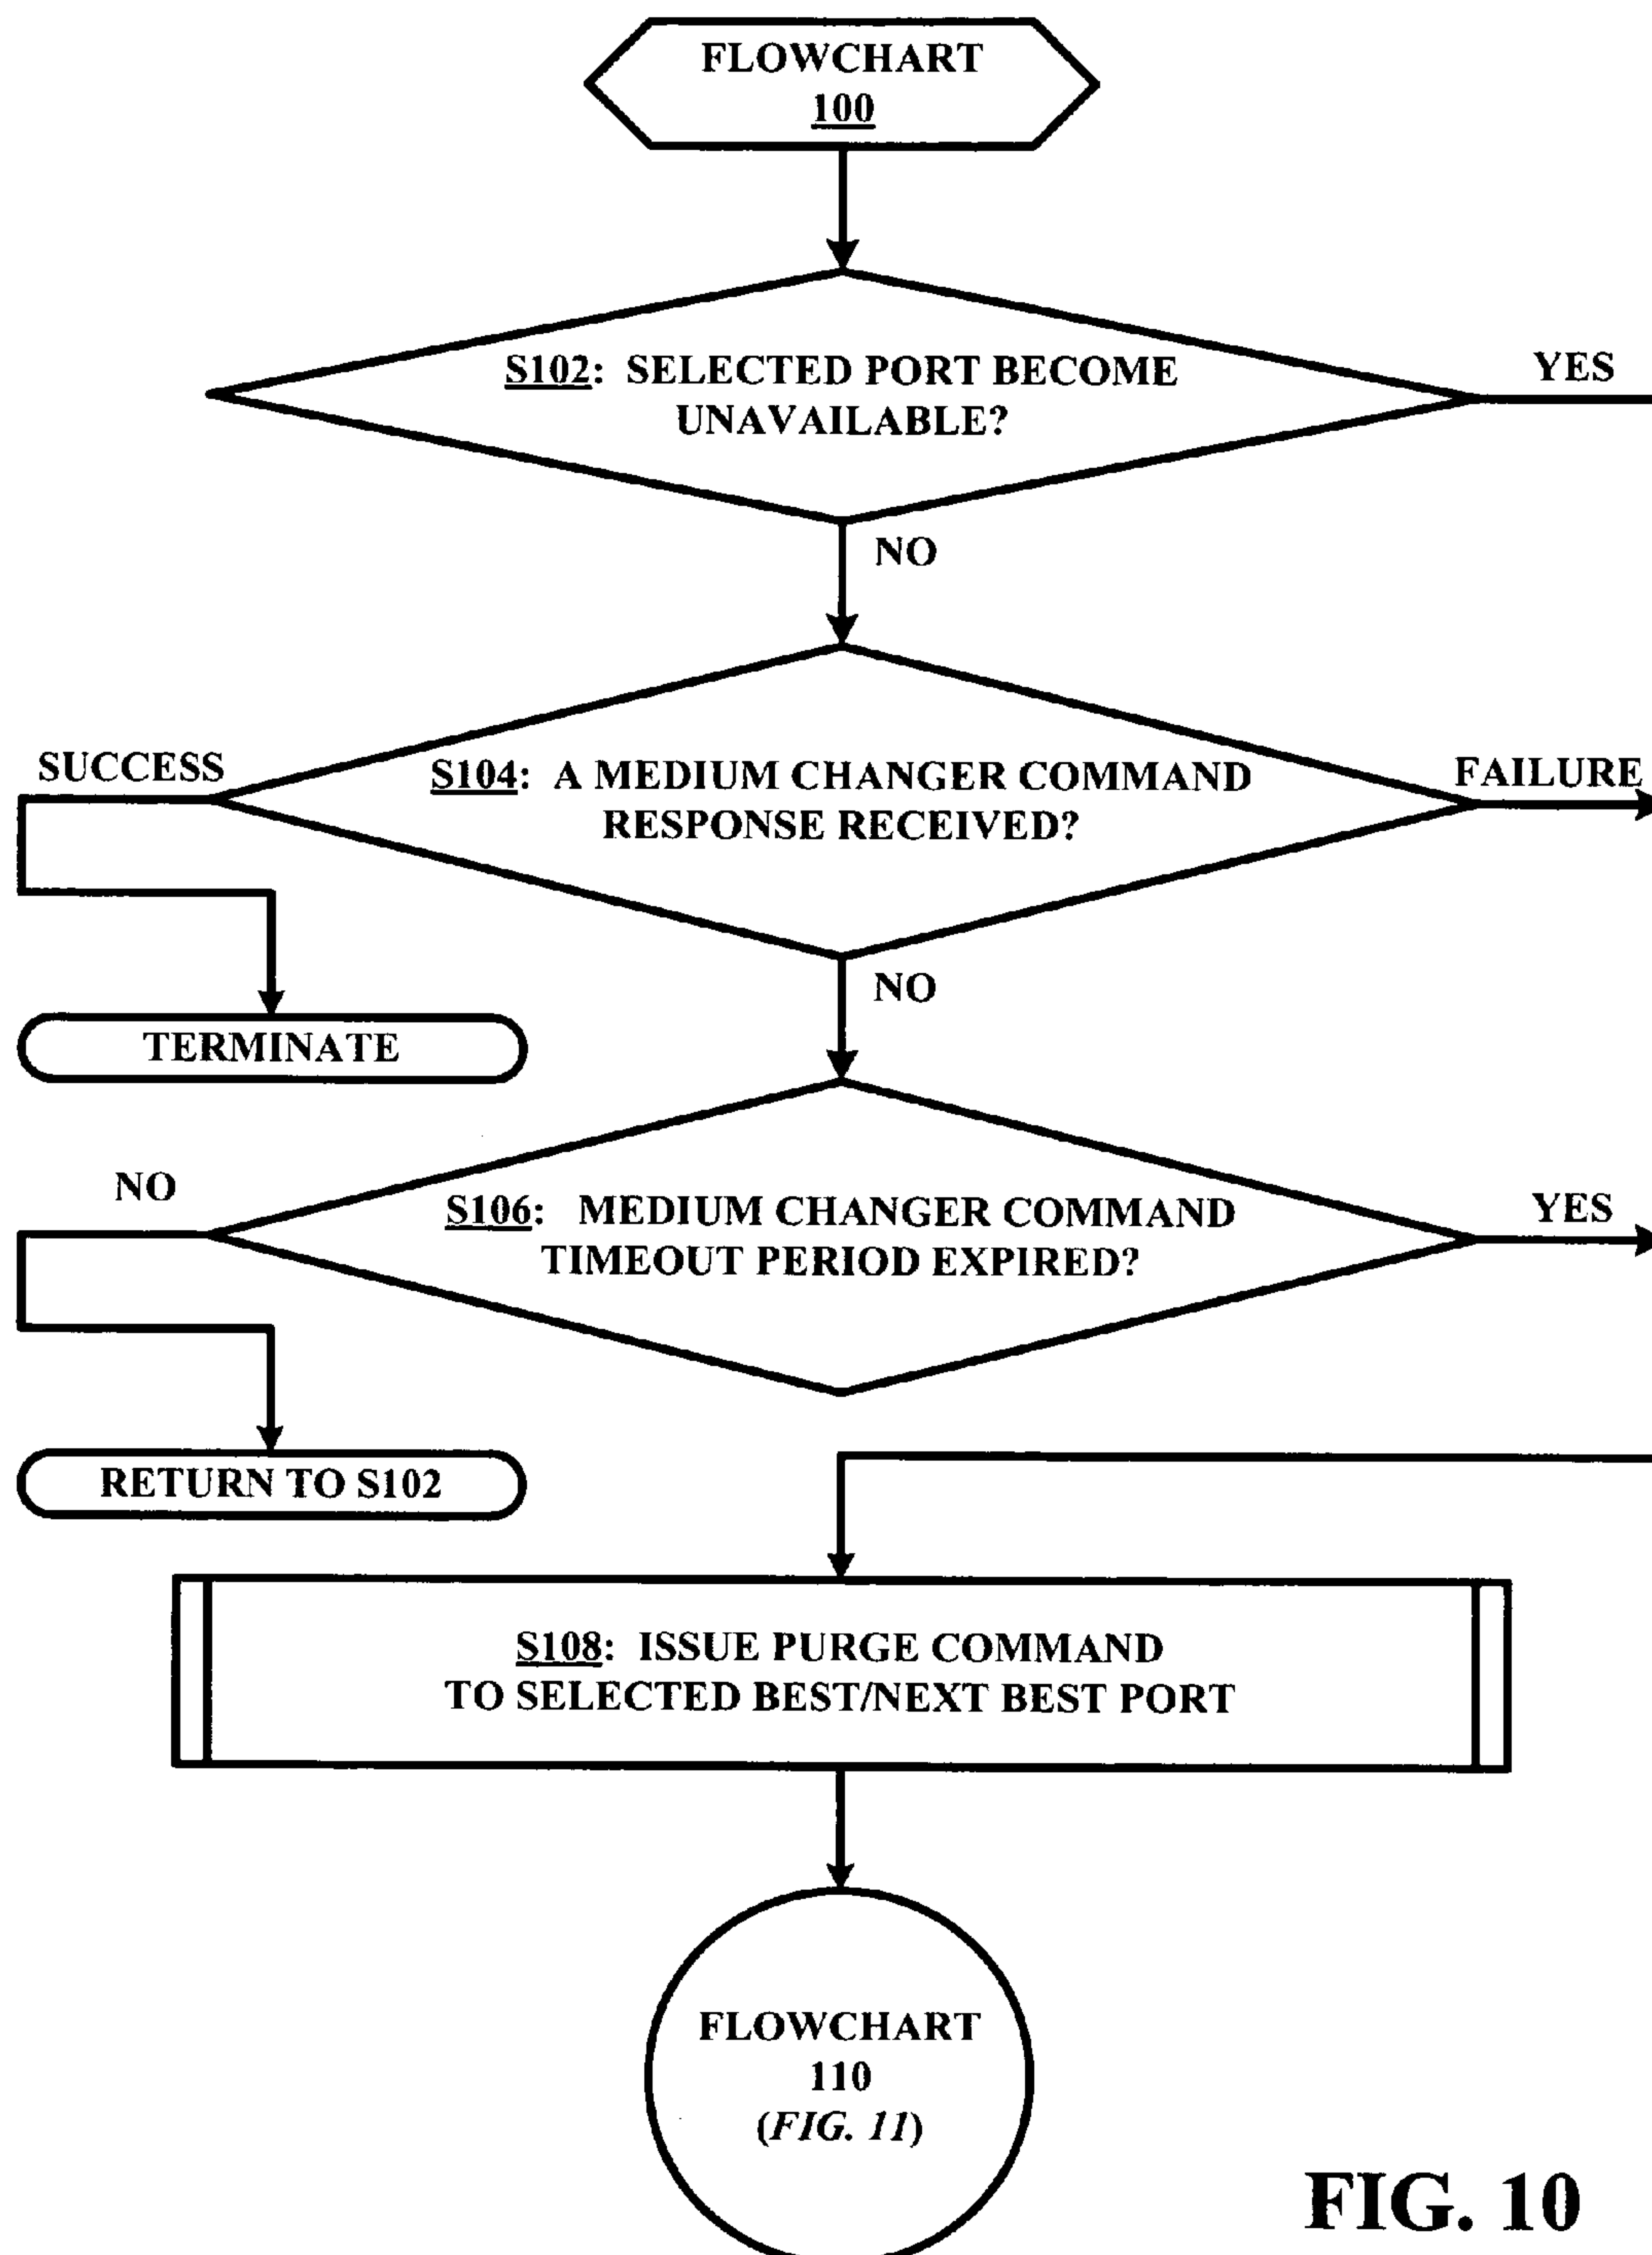 FLOWCHART
100
S102: SELECTED PORT BECOME
UNAVAILABLE?
YES
NO
SUCCESS
S104: A MEDIUM CHANGER COMMAND
RESPONSE RECEIVED?
FAILURE
NO
TERMINATE
NO
S106: MEDIUM CHANGER COMMAND
TIMEOUT PERIOD EXPIRED?
YES
RETURN TO S102
S108: ISSUE PURGE COMMAND
TO SELECTED BEST/NEXT BEST PORT
FLOWCHART
110
(FIG. 11)
FIG. 10